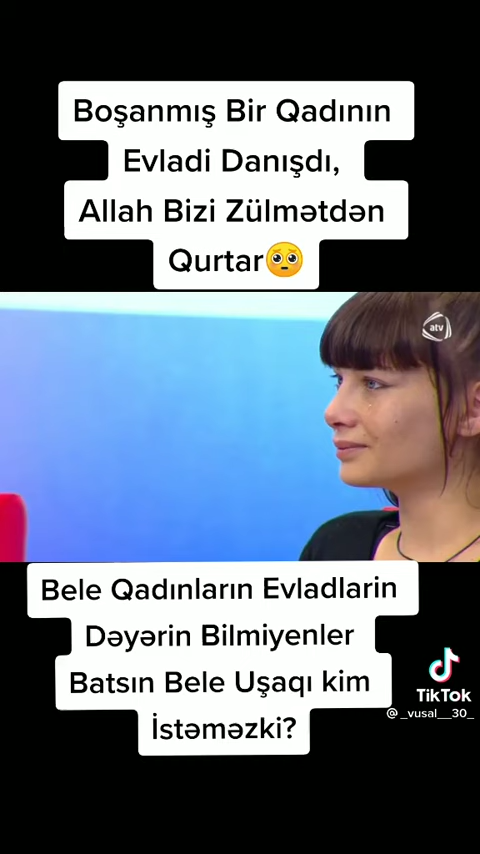 Boşanmış Bir Qadının
Evladi Danışdı,
Allah Bizi Zülmətdən
Qurtar🥺
atv
Bele Qadınların Evladlarin
Dəyərin Bilmiyenler
Batsın Bele Uşaqı kim
İstəməzki?
TikTok
@_vusal__30_